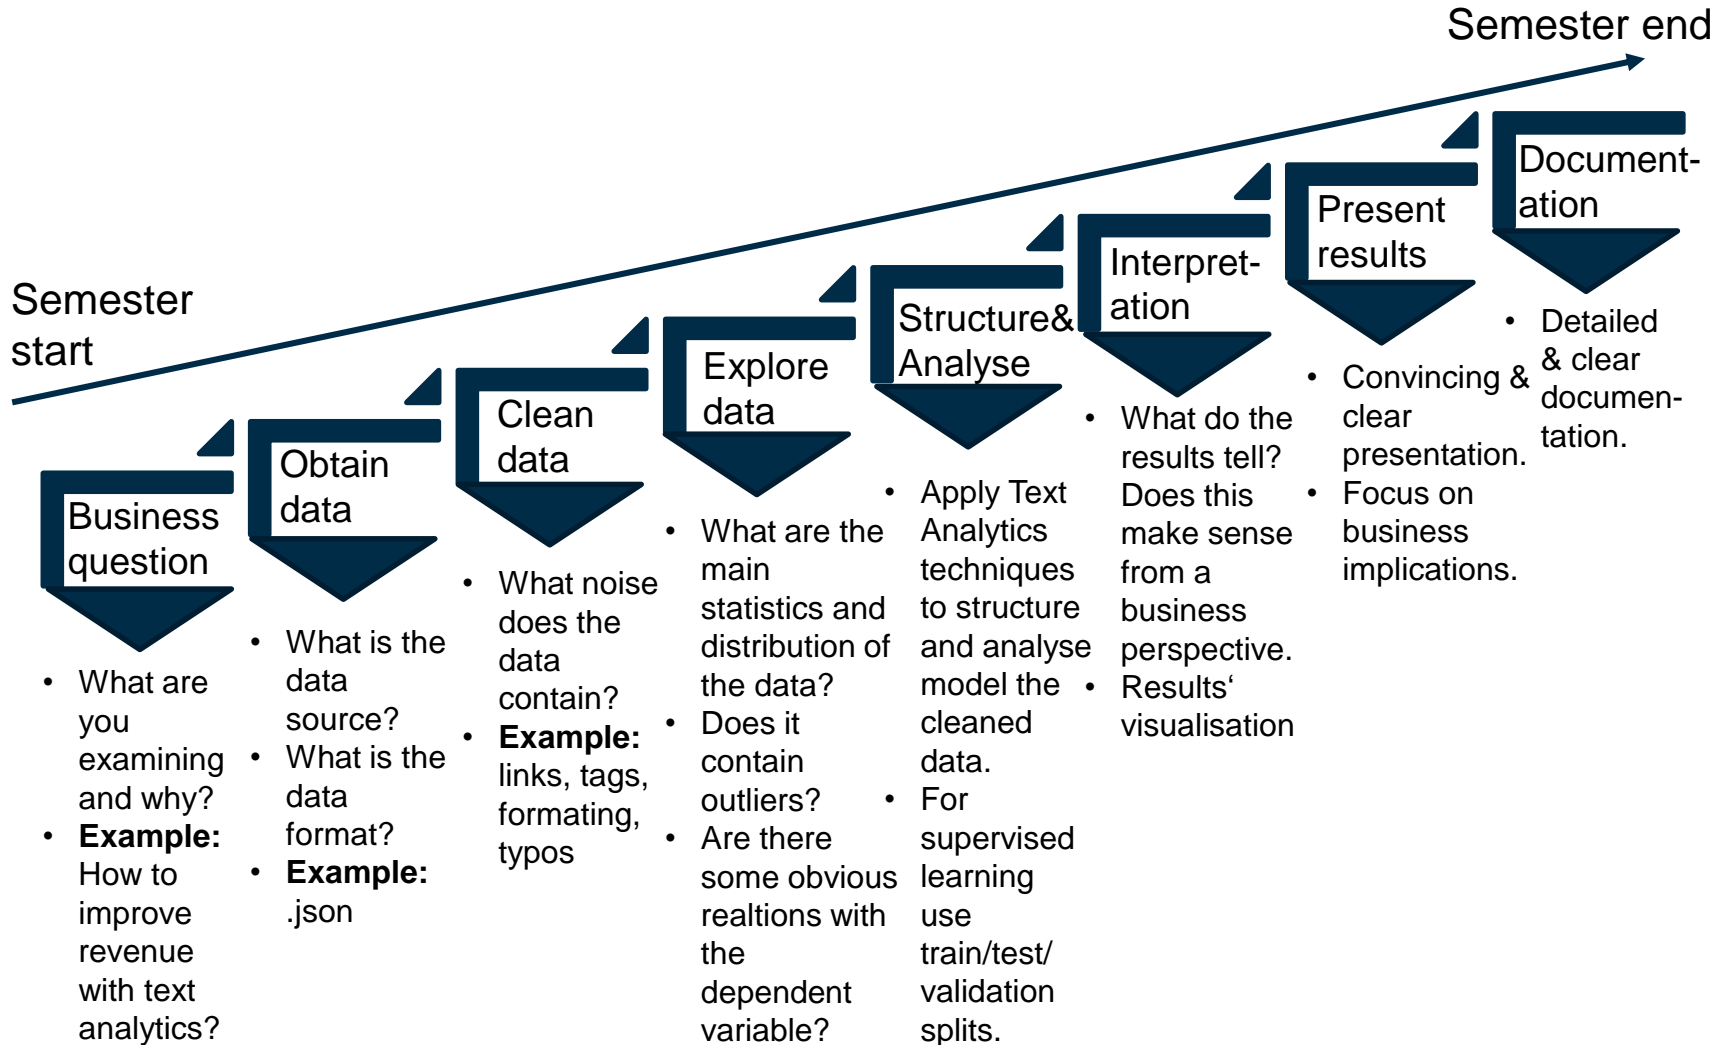 Semester end
Semester
start
Business
question
• What are
you
examining
and why?
• Example:
How to
improve
revenue
with text
analytics?
Obtain
data
• What is the
data
source?
• What is the
data
format?
• Example:
.json
Clean
data
• What noise
does the
data
contain?
• Example:
links, tags,
formating,
typos
Explore
data
• What are the
main
statistics and
distribution of
the data?
• Does it
contain
outliers?
• Are there
some obvious
realtions with
the
dependent
variable?
Structure&
Analyse
• Apply Text
Analytics
techniques
to structure
and analyse
model the
cleaned
data.
• For
supervised
learning
use
train/test/
validation
splits.
Interpret-
ation
• What do the
results tell?
Does this
make sense
from a
business
perspective.
• Results‘
visualisation
Present
results
• Convincing &
clear
presentation.
• Focus on
business
implications.
Document-
ation
• Detailed
& clear
documen-
tation.